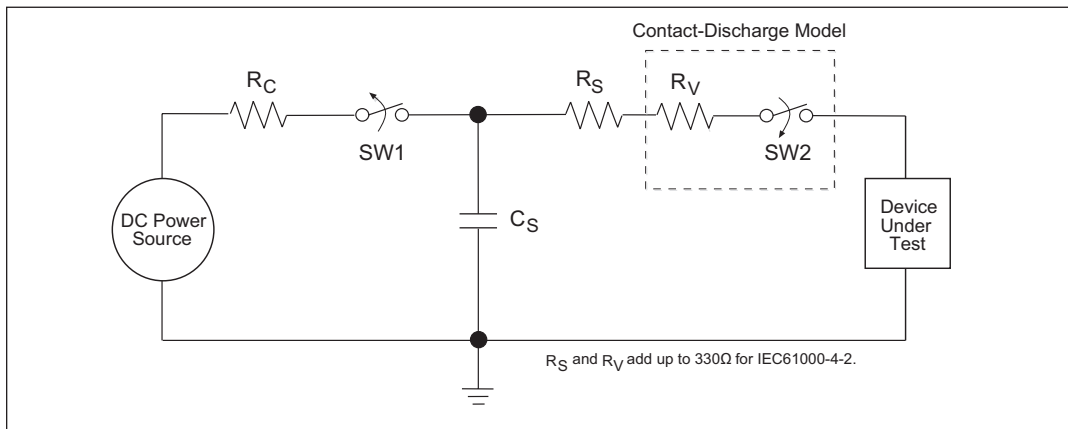 Contact-Discharge Model
RC
RS
RV
SW1
SW2
CS
DC Power
Source
Device
Under
Test
RS and RV add up to 330Ω for IEC61000-4-2.